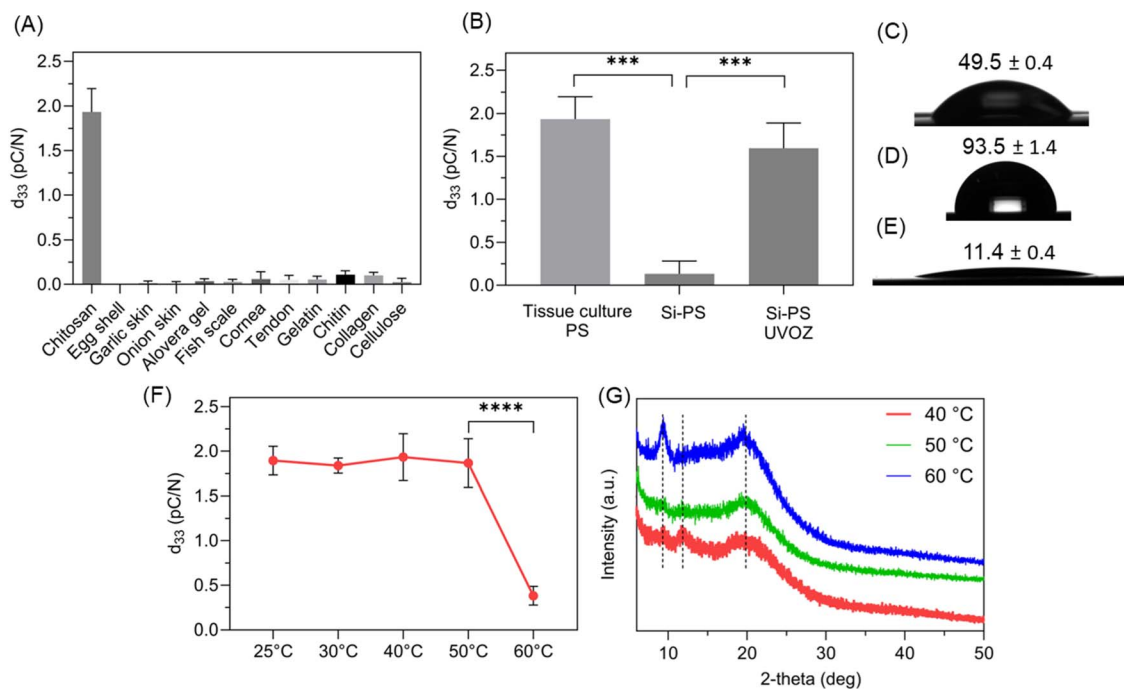 (A)
d33 (pC/N)
2.5
2.0
1.5
1.0
0.5
0.0
Chitosan
Egg shell
Garlic skin
Onion skin
Alovera gel
Fish scale
Cornea
Tendon
Gelatin
Chitin
Collagen
Cellulose
(B)
d33 (pC/N)
2.5
2.0
1.5
1.0
0.5
0.0
***
***
Tissue culture
PS
Si-PS
Si-PS
UVOZ
(C)
49.5 ± 0.4
(D)
93.5 ± 1.4
(E)
11.4 ± 0.4
(F)
d33 (pC/N)
2.5
2.0
1.5
1.0
0.5
0.0
****
25°C
30°C
40°C
50°C
60°C
(G)
Intensity (a.u.)
40 °C
50 °C
60 °C
10
20
30
40
50
2-theta (deg)